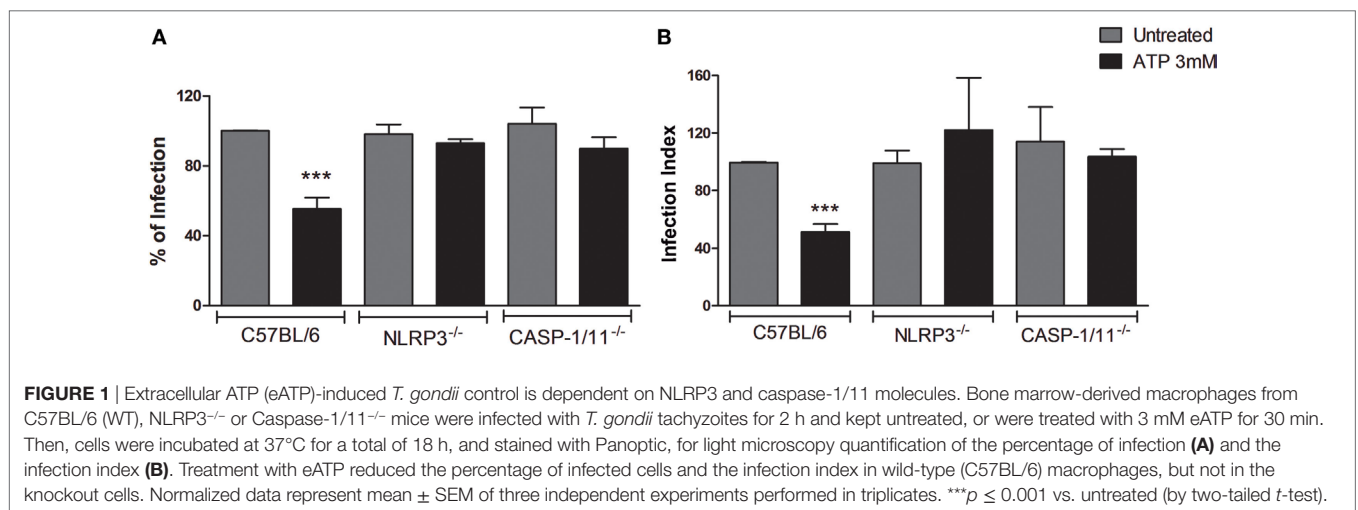 A
% of Infection
120
80
40
0
***
C57BL/6
NLRP3-/-
CASP-1/11-/-
B
Untreated
ATP 3mM
Infection Index
160
120
80
40
0
***
C57BL/6
NLRP3-/-
CASP-1/11-/-
FIGURE 1 | Extracellular ATP (eATP)-induced T. gondii control is dependent on NLRP3 and caspase-1/11 molecules. Bone marrow-derived macrophages from
C57BL/6 (WT), NLRP3−/− or Caspase-1/11−/− mice were infected with T. gondii tachyzoites for 2 h and kept untreated, or were treated with 3 mM eATP for 30 min.
Then, cells were incubated at 37°C for a total of 18 h, and stained with Panoptic, for light microscopy quantification of the percentage of infection (A) and the
infection index (B). Treatment with eATP reduced the percentage of infected cells and the infection index in wild-type (C57BL/6) macrophages, but not in the
knockout cells. Normalized data represent mean ± SEM of three independent experiments performed in triplicates. ***p ≤ 0.001 vs. untreated (by two-tailed t-test).